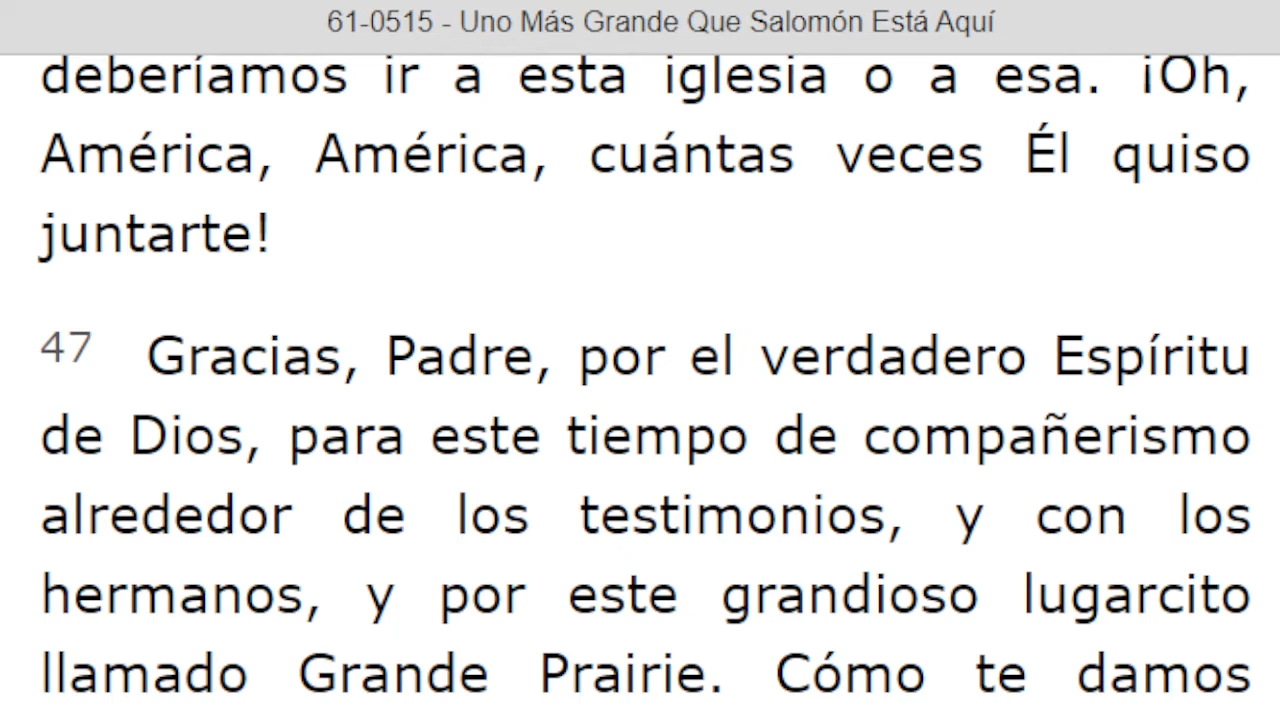 61-0515 - Uno Más Grande Que Salomón Está Aquí
deberíamos ir a esta iglesia o a esa. ¡Oh,
América, América, cuántas veces Él quiso
juntarte!
47 Gracias, Padre, por el verdadero Espíritu
de Dios, para este tiempo de compañerismo
alrededor de los testimonios, y con los
hermanos, y por este grandioso lugarcito
llamado Grande Prairie. Cómo te damos